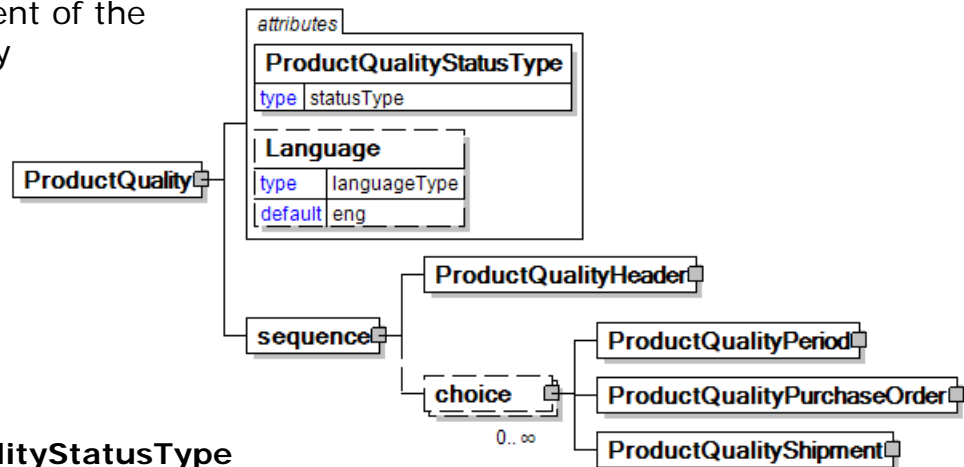 ent of the
y
attributes
ProductQualityStatusType
type statusType
Language
type languageType
default eng
ProductQuality
ProductQualityHeader
sequence
ProductQualityPeriod
choice
ProductQualityPurchaseOrder
0.. ∞
ProductQualityShipment
lityStatusType